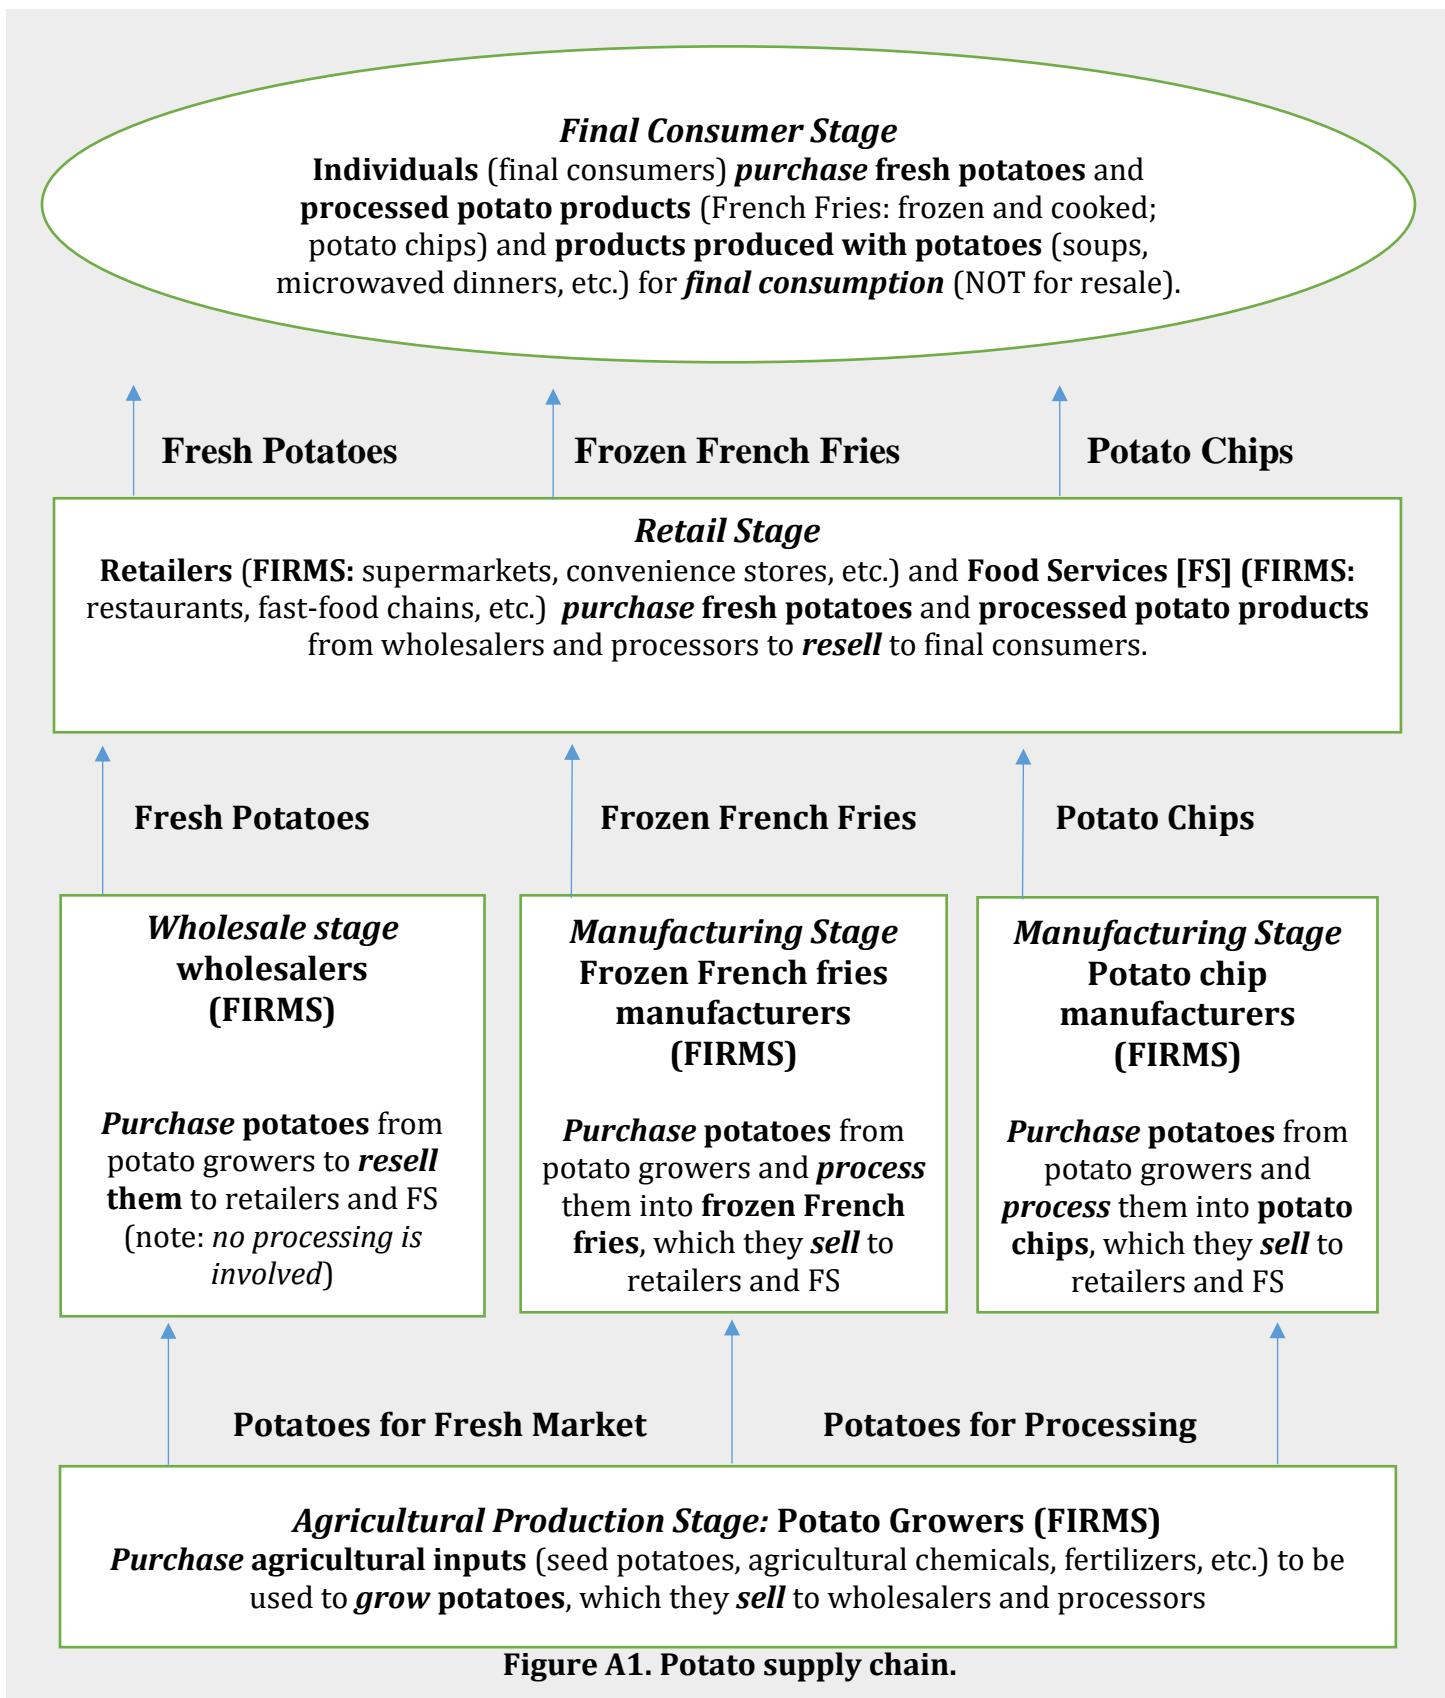 Final Consumer Stage
Individuals (final consumers) purchase fresh potatoes and
processed potato products (French Fries: frozen and cooked;
potato chips) and products produced with potatoes (soups,
microwaved dinners, etc.) for final consumption (NOT for resale).
Fresh Potatoes
Frozen French Fries
Potato Chips
Retail Stage
Retailers (FIRMS: supermarkets, convenience stores, etc.) and Food Services [FS] (FIRMS:
restaurants, fast-food chains, etc.) purchase fresh potatoes and processed potato products
from wholesalers and processors to resell to final consumers.
Fresh Potatoes
Frozen French Fries
Potato Chips
Wholesale stage
wholesalers
(FIRMS)
Purchase potatoes from
potato growers to resell
them to retailers and FS
(note: no processing is
involved)
Manufacturing Stage
Frozen French fries
manufacturers
(FIRMS)
Purchase potatoes from
potato growers and process
them into frozen French
fries, which they sell to
retailers and FS
Manufacturing Stage
Potato chip
manufacturers
(FIRMS)
Purchase potatoes from
potato growers and
process them into potato
chips, which they sell to
retailers and FS
Potatoes for Fresh Market
Potatoes for Processing
Agricultural Production Stage: Potato Growers (FIRMS)
Purchase agricultural inputs (seed potatoes, agricultural chemicals, fertilizers, etc.) to be
used to grow potatoes, which they sell to wholesalers and processors
Figure A1. Potato supply chain.